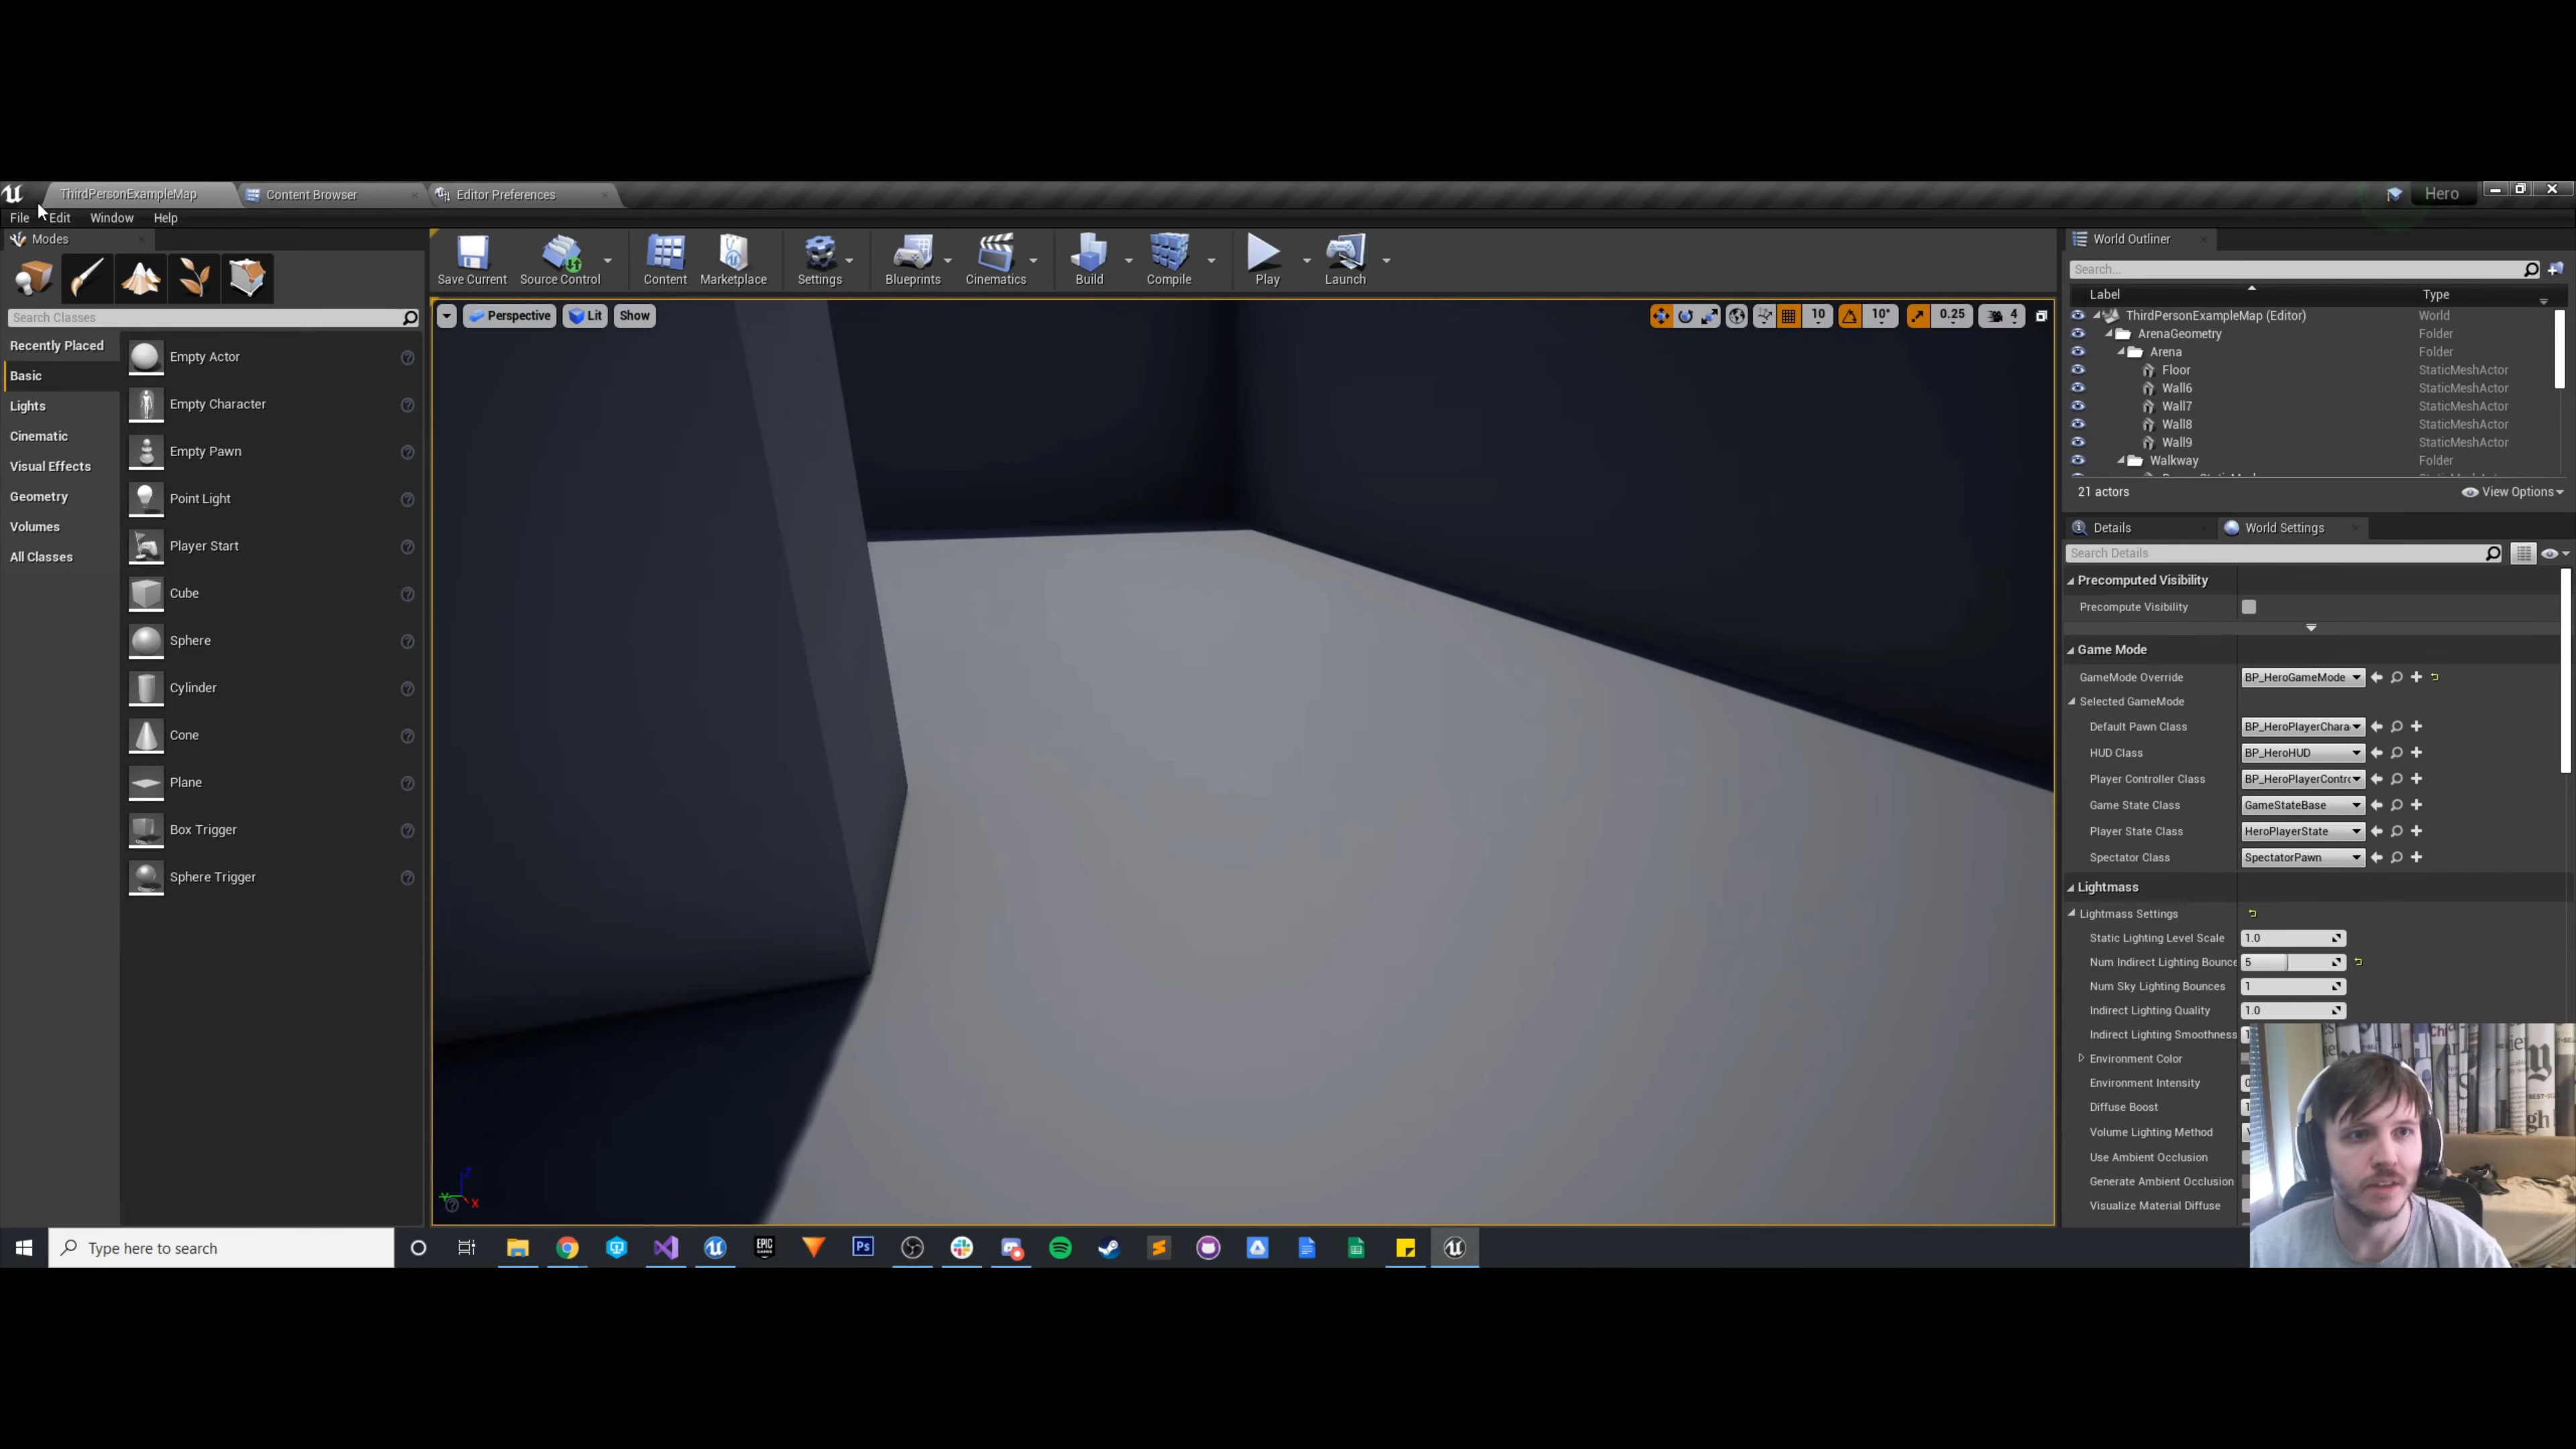 ThirdPersonExampleMap
Content Browser
Editor Preferences
Hero
File Edit Window Help
Modes
Search Classes
Recently Placed
Basic
Lights
Cinematic
Visual Effects
Geometry
Volumes
All Classes
Empty Actor
Empty Character
Empty Pawn
Point Light
Player Start
Cube
Sphere
Cylinder
Cone
Plane
Box Trigger
Sphere Trigger
Save Current
Source Control
Content
Marketplace
Settings
Blueprints
Cinematics
Build
Compile
Play
Launch
Perspective Lit Show
10 10° 0.25 4
World Outliner
Search...
Label Type
ThirdPersonExampleMap (Editor) World
ArenaGeometry Folder
Arena Folder
Floor StaticMeshActor
Wall6 StaticMeshActor
Wall7 StaticMeshActor
Wall8 StaticMeshActor
Wall9 StaticMeshActor
Walkway Folder
21 actors
View Options
Details
World Settings
Search Details
Precomputed Visibility
Precompute Visibility
Game Mode
GameMode Override BP_HeroGameMode
Selected GameMode
Default Pawn Class BP_HeroPlayerChara
HUD Class BP_HeroHUD
Player Controller Class BP_HeroPlayerContro
Game State Class GameStateBase
Player State Class HeroPlayerState
Spectator Class SpectatorPawn
Lightmass
Lightmass Settings
Static Lighting Level Scale 1.0
Num Indirect Lighting Bounce 5
Num Sky Lighting Bounces 1
Indirect Lighting Quality 1.0
Indirect Lighting Smoothness
Environment Color
Environment Intensity
Diffuse Boost
Volume Lighting Method
Use Ambient Occlusion
Generate Ambient Occlusion
Visualize Material Diffuse
Z
Y
X
Type here to search
EPIC GAMES
Ps